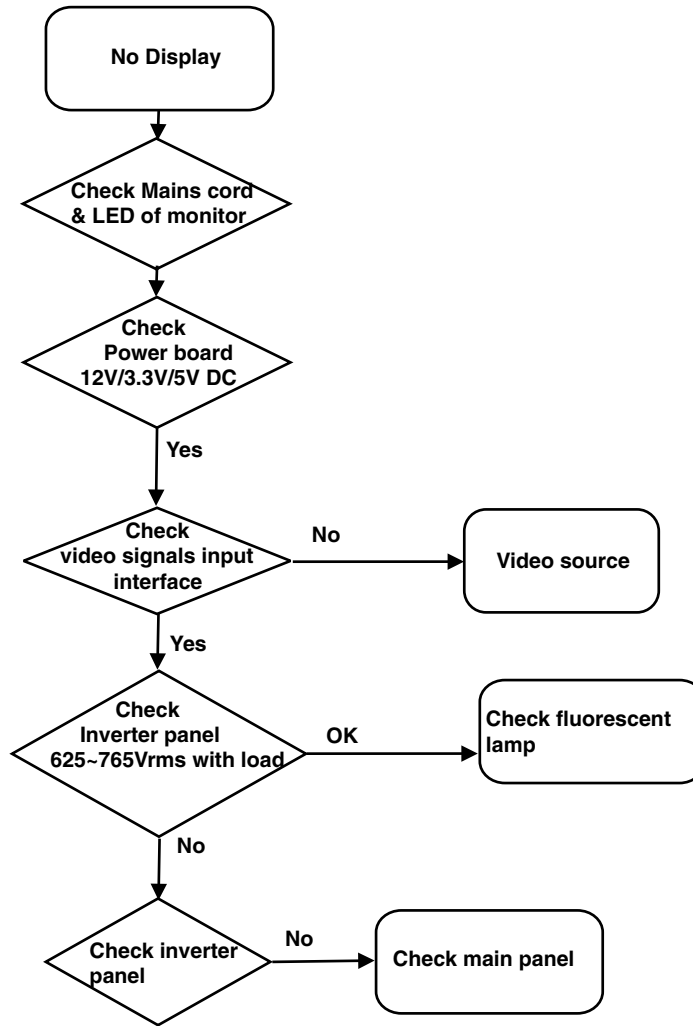 No Display
Check Mains cord
& LED of monitor
Check
Power board
12V/3.3V/5V DC
Yes
Check
video signals input
interface
No
Video source
Yes
Check
Inverter panel
625~765Vrms with load
OK
Check fluorescent
lamp
No
Check inverter
panel
No
Check main panel